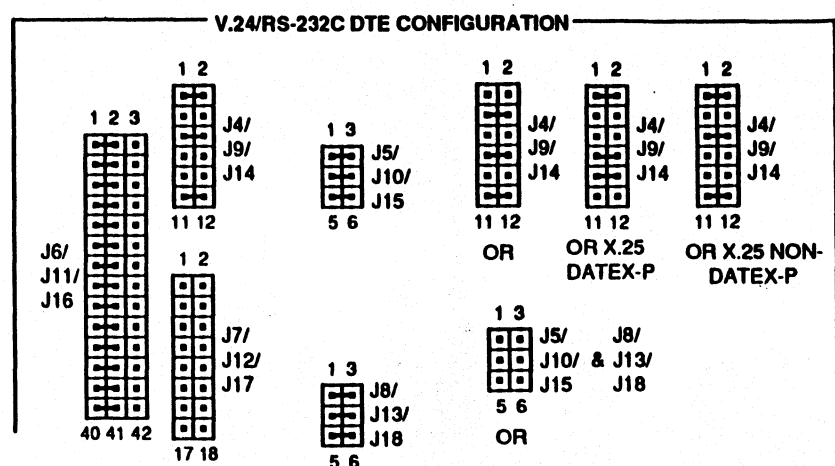 V.24/RS-232C DTE CONFIGURATION
1 2
J4/
J9/
J14
11 12
1 2 3
J6/
J11/
J16
40 41 42
1 2
J7/
J12/
J17
17 18
1 3
J5/
J10/
J15
5 6
1 3
J8/
J13/
J18
5 6
1 2
J4/
J9/
J14
11 12
OR
1 2
J4/
J9/
J14
11 12
OR X.25
DATEX-P
1 2
J4/
J9/
J14
11 12
OR X.25 NON-
DATEX-P
1 3
J5/ J8/
J10/ & J13/
J15 J18
5 6
OR